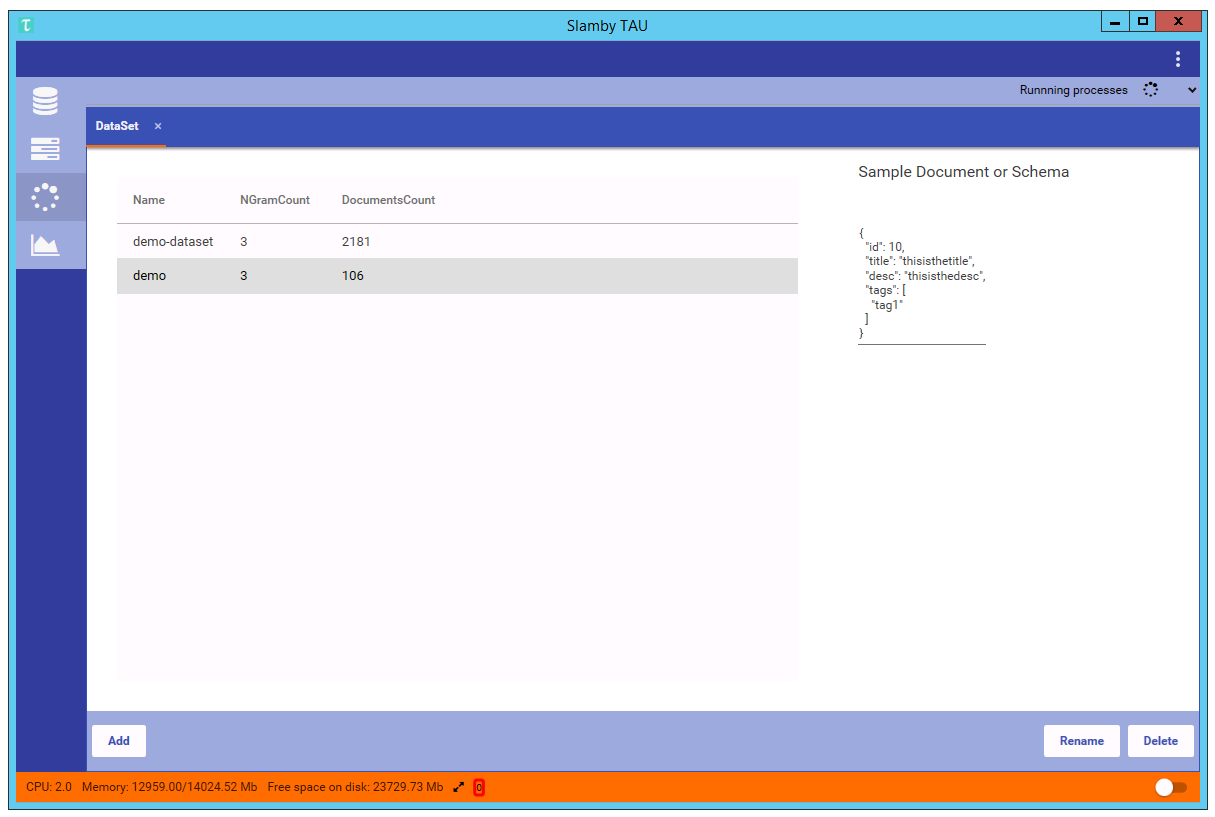 τ
Slamby TAU
Runnning processes
DataSet ×
Sample Document or Schema
Name NGramCount DocumentsCount
demo-dataset 3 2181
demo 3 106
{
"id": 10,
"title": "thisisthetitle",
"desc": "thisisthedesc",
"tags": [
"tag1"
]
}
Add
Rename
Delete
CPU: 2.0 Memory: 12959.00/14024.52 Mb Free space on disk: 23729.73 Mb 0